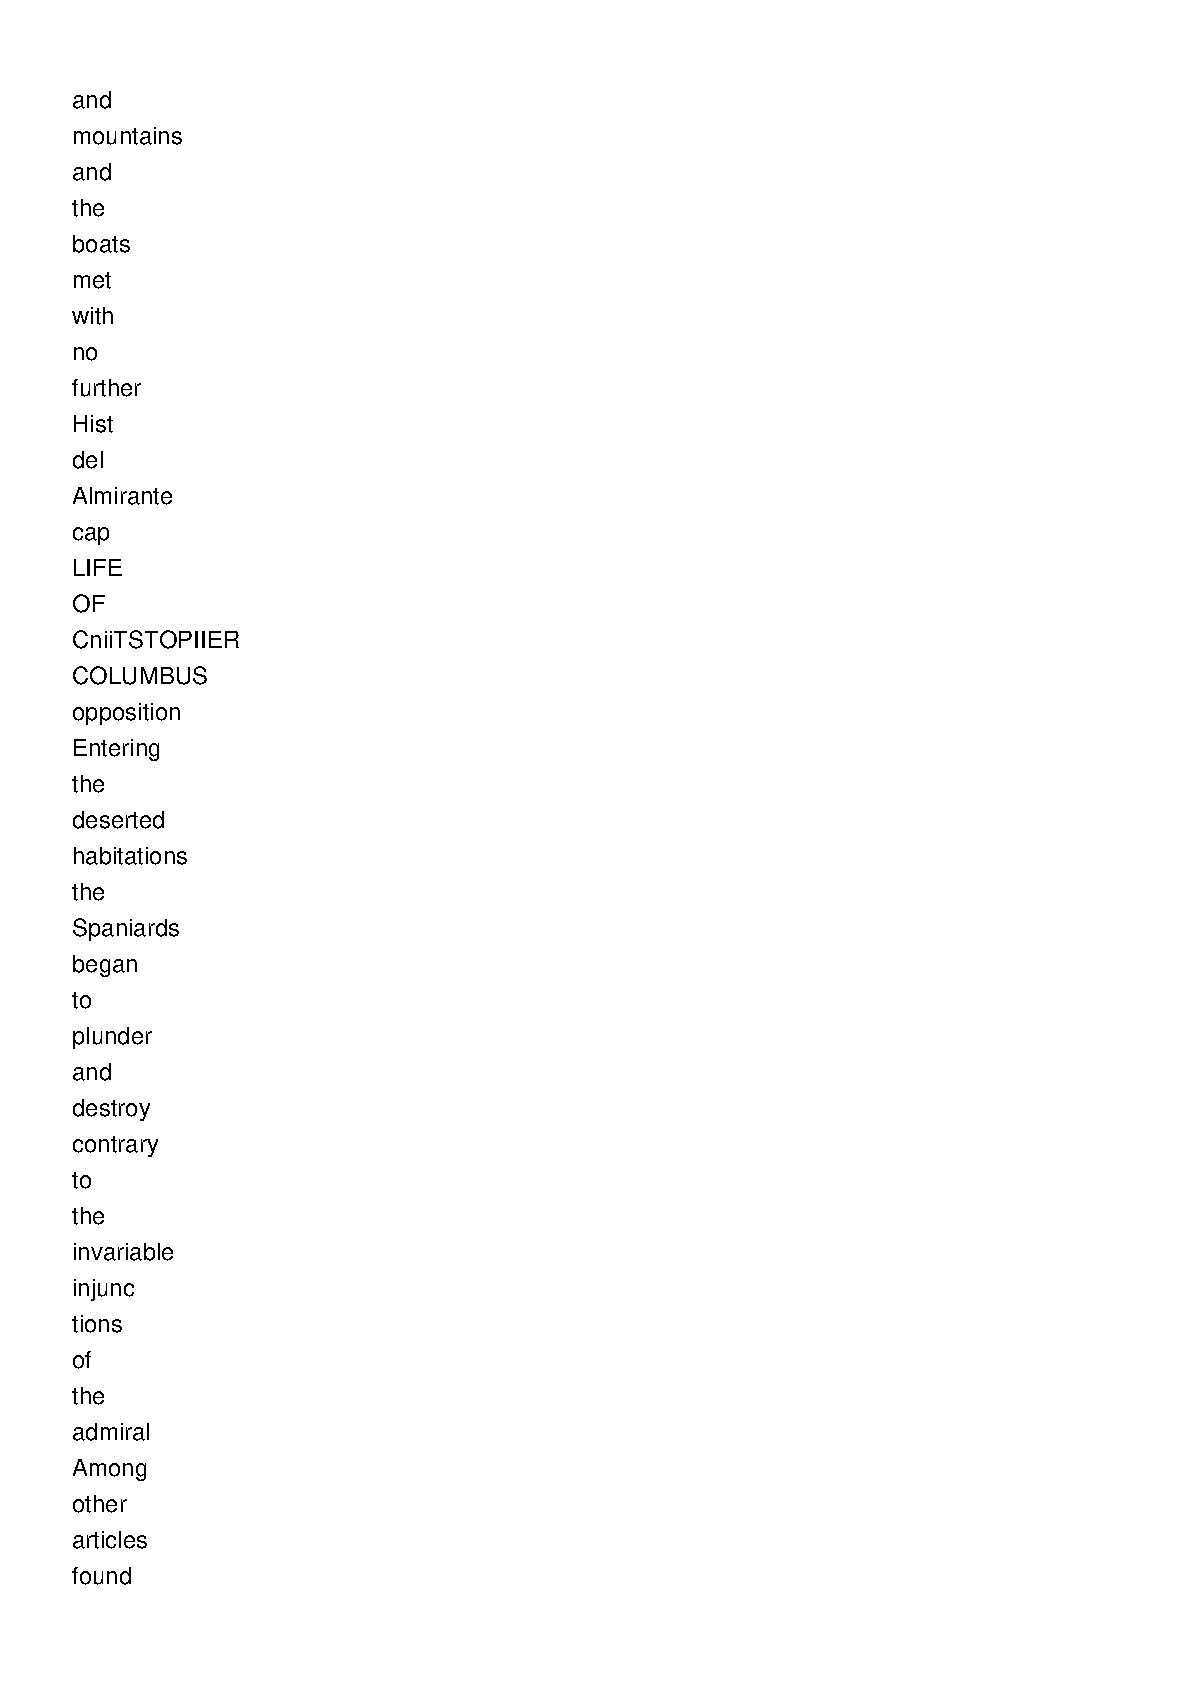 and
mountains
and
the
boats
met
with
no
further
Hist
del
Almirante
cap
LIFE
OF
CniiTSTOPIIER
COLUMBUS
opposition
Entering
the
deserted
habitations
the
Spaniards
began
to
plunder
and
destroy
contrary
to
the
invariable
injunc
tions
of
the
admiral
Among
other
articles
found